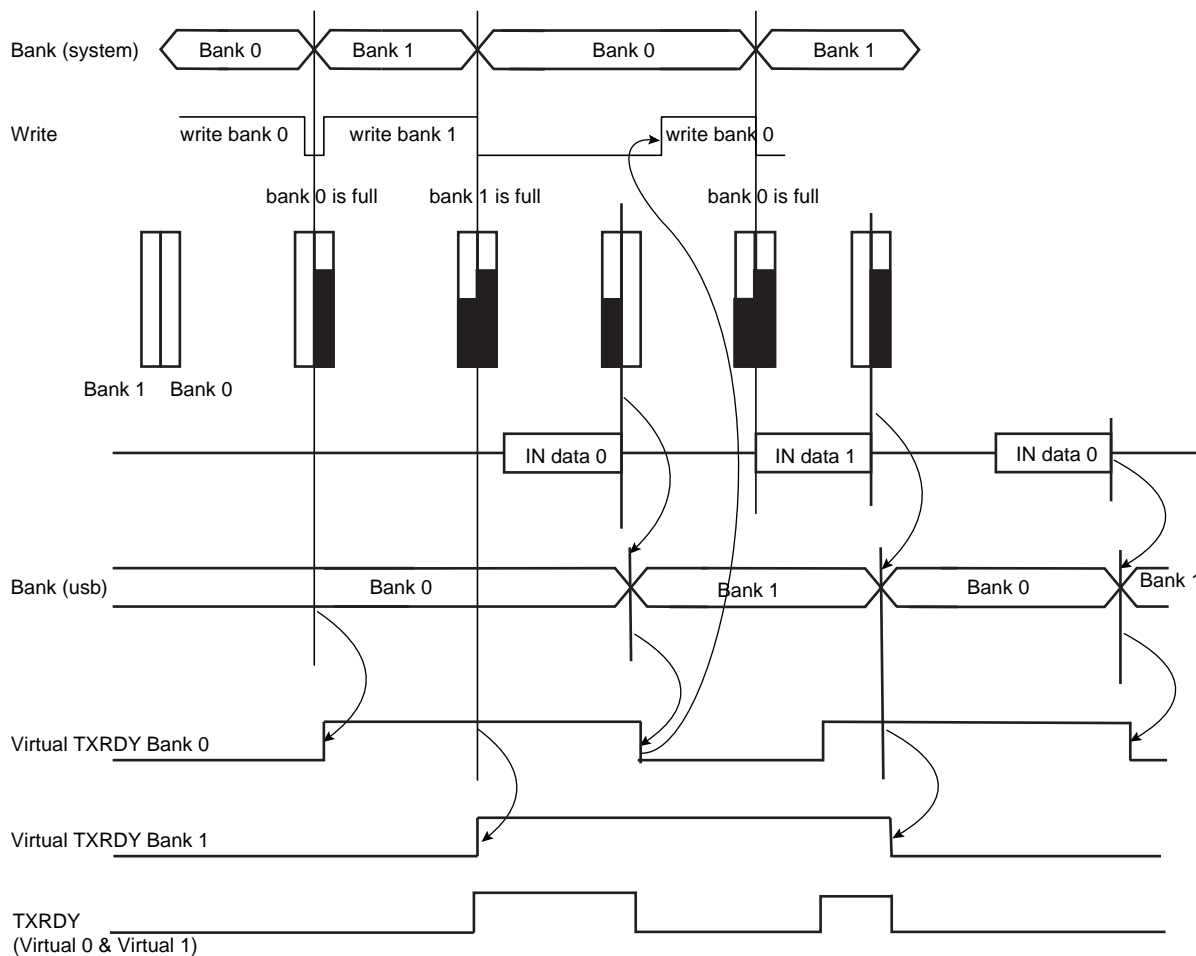 Bank (system)
Bank 0
Bank 1
Bank 0
Bank 1
Write
write bank 0
write bank 1
write bank 0
bank 0 is full
bank 1 is full
bank 0 is full
Bank 1
Bank 0
IN data 0
IN data 1
IN data 0
Bank (usb)
Bank 0
Bank 1
Bank 0
Bank 1
Virtual TXRDY Bank 0
Virtual TXRDY Bank 1
TXRDY
(Virtual 0 & Virtual 1)